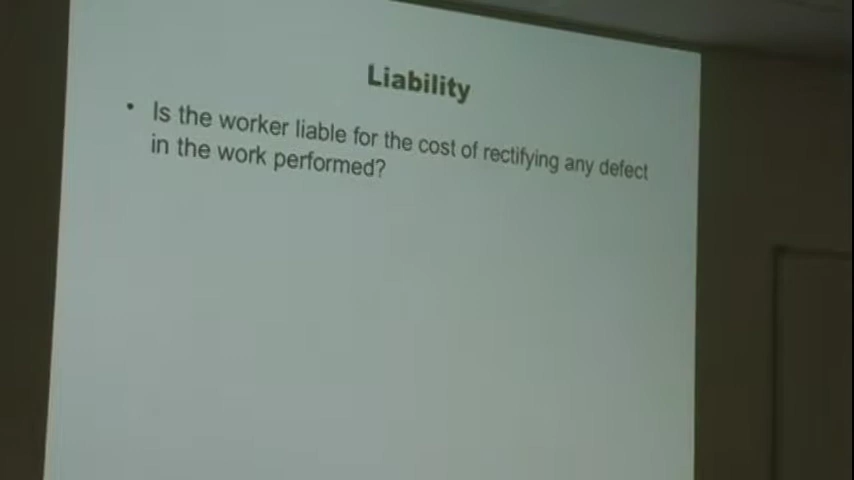 Liability
• Is the worker liable for the cost of rectifying any defect
in the work performed?